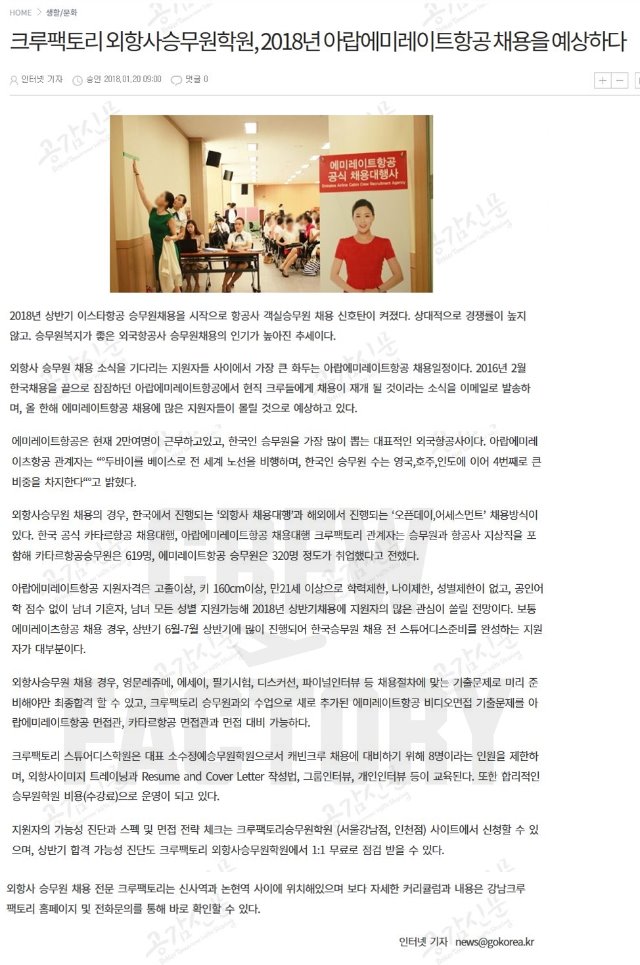 HOME > 생활/문화
크루팩토리 외항사승무원학원, 2018년 아랍에미레이트항공 채용을 예상하다
인터넷 기자 승인 2018.01.20 09:00 댓글 0
에미레이트항공
공식 채용대행사
Emirates Airline Cabin Crew Recruitment Agency
2018년 상반기 이스타항공 승무원채용을 시작으로 항공사 객실승무원 채용 신호탄이 켜졌다. 상대적으로 경쟁률이 높지
않고, 승무원복지가 좋은 외국항공사 승무원채용의 인기가 높아진 추세이다.
외항사 승무원 채용 소식을 기다리는 지원자들 사이에서 가장 큰 화두는 아랍에미레이트항공 채용일정이다. 2016년 2월
한국채용을 끝으로 잠잠하던 아랍에미레이트항공에서 현직 크루들에게 채용이 재개 될 것이라는 소식을 이메일로 발송하
며, 올 한해 에미레이트항공 채용에 많은 지원자들이 몰릴 것으로 예상하고 있다.
에미레이트항공은 현재 2만여명이 근무하고있고, 한국인 승무원을 가장 많이 뽑는 대표적인 외국항공사이다. 아랍에미레
이츠항공 관계자는 "“두바이를 베이스로 전 세계 노선을 비행하며, 한국인 승무원 수는 영국,호주,인도에 이어 4번째로 큰
비중을 차지한다"“고 밝혔다.
외항사승무원 채용의 경우, 한국에서 진행되는 '외항사 채용대행'과 해외에서 진행되는 '오픈데이,어세스먼트' 채용방식이
있다. 한국 공식 카타르항공 채용대행, 아랍에미레이트항공 채용대행 크루팩토리 관계자는 승무원과 항공사 지상직을 포
함해 카타르항공승무원은 619명, 에미레이트항공 승무원은 320명 정도가 취업했다고 전했다.
아랍에미레이트항공 지원자격은 고졸이상, 키 160cm이상, 만21세 이상으로 학력제한, 나이제한, 성별제한이 없고, 공인어
학 점수 없이 남녀 기혼자, 남녀 모든 성별 지원가능해 2018년 상반기채용에 지원자의 많은 관심이 쏠릴 전망이다. 보통
에미레이츠항공 채용 경우, 상반기 6월-7월 상반기에 많이 진행되어 한국승무원 채용 전 스튜어디스준비를 완성하는 지원
자가 대부분이다.
외항사승무원 채용 경우, 영문레쥬메, 에세이, 필기시험, 디스커션, 파이널인터뷰 등 채용절차에 맞는 기출문제로 미리 준
비해야만 최종합격 할 수 있고, 크루팩토리 승무원과외 수업으로 새로 추가된 에미레이트항공 비디오면접 기출문제를 아
랍에미레이트항공 면접관, 카타르항공 면접관과 면접 대비 가능하다.
크루팩토리 스튜어디스학원은 대표 소수정예승무원학원으로서 캐빈크루 채용에 대비하기 위해 8명이라는 인원을 제한하
며, 외항사이미지 트레이닝과 Resume and Cover Letter 작성법, 그룹인터뷰, 개인인터뷰 등이 교육된다. 또한 합리적인
승무원학원 비용(수강료)으로 운영이 되고 있다.
지원자의 가능성 진단과 스펙 및 면접 전략 체크는 크루팩토리승무원학원 (서울강남점, 인천점) 사이트에서 신청할 수 있
으며, 상반기 합격 가능성 진단도 크루팩토리 외항사승무원학원에서 1:1 무료로 점검 받을 수 있다.
외항사 승무원 채용 전문 크루팩토리는 신사역과 논현역 사이에 위치해있으며 보다 자세한 커리큘럼과 내용은 강남크루
팩토리 홈페이지 및 전화문의를 통해 바로 확인할 수 있다.
인터넷 기자 news@gokorea.kr
CREW
FACTORY
공감신문